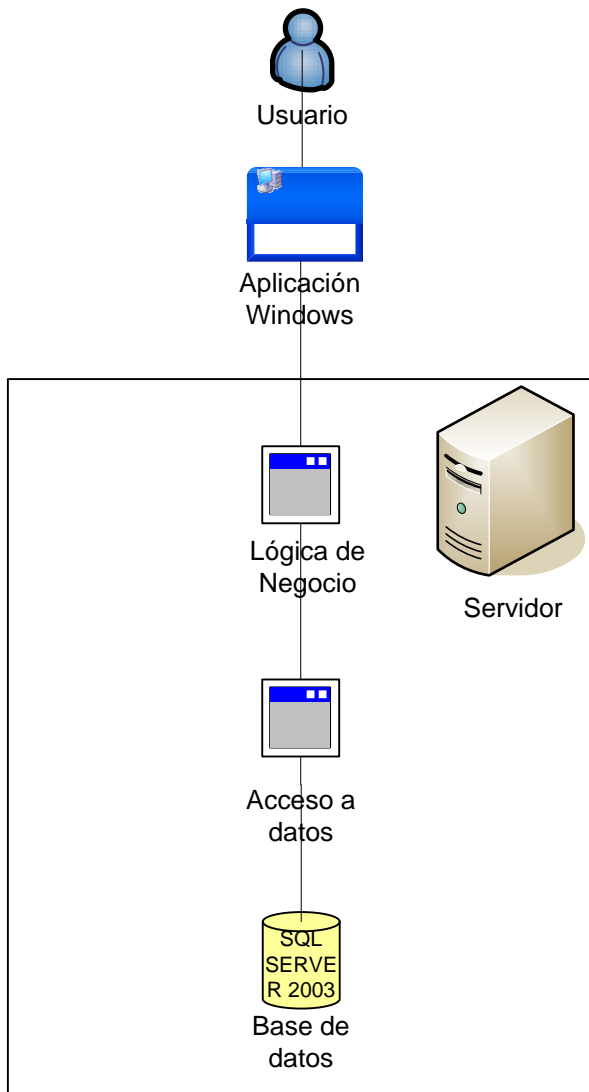 Usuario
Aplicación
Windows
Lógica de
Negocio
Servidor
Acceso a
datos
SQL
SERVE
R 2003
Base de
datos